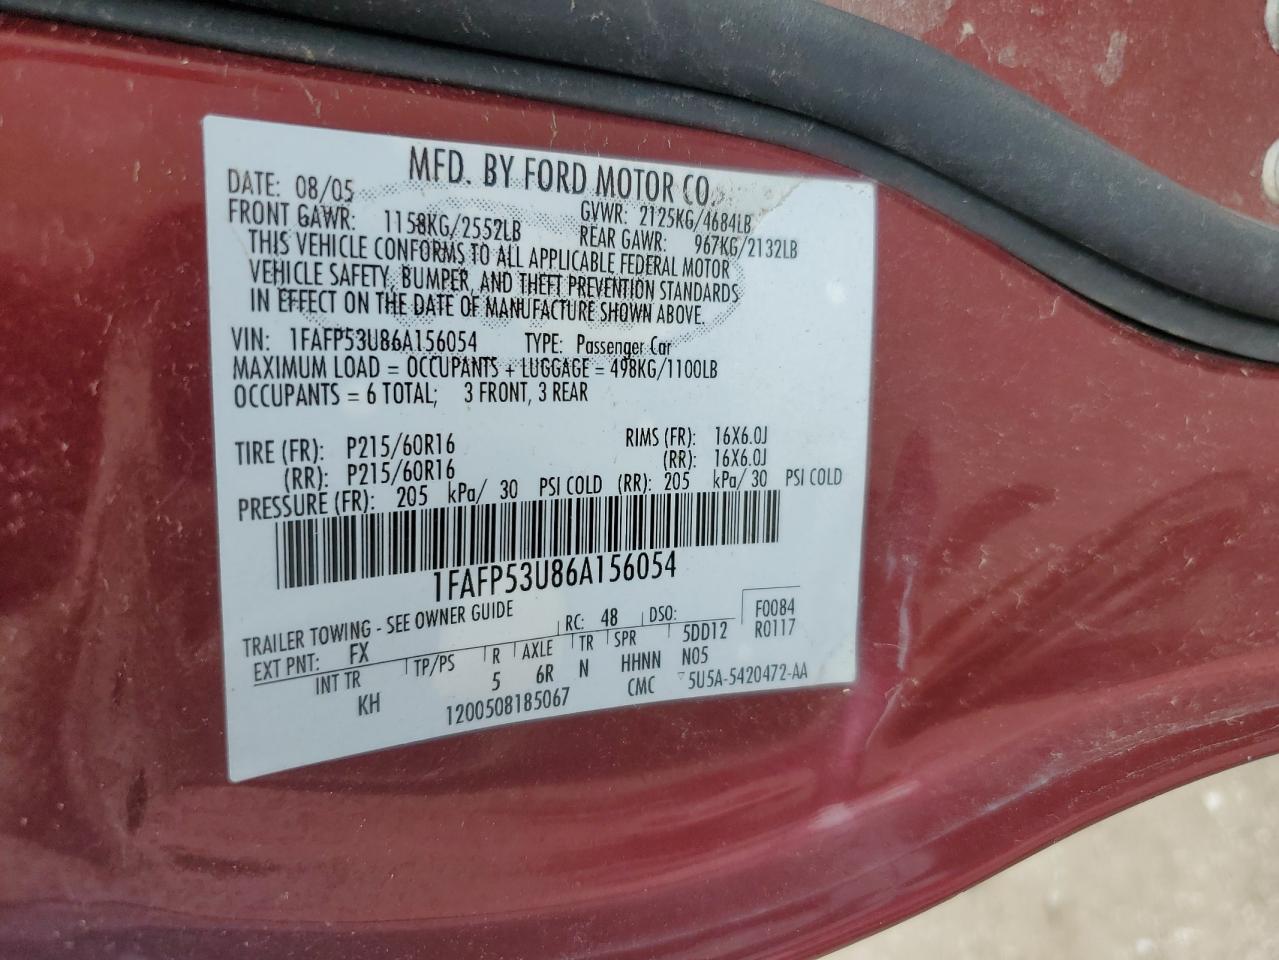 MFD. BY FORD MOTOR CO.
DATE: 08/05 GVWR: 2125KG/4684LB
FRONT GAWR: 1158KG/2552LB REAR GAWR: 967KG/2132LB
THIS VEHICLE CONFORMS TO ALL APPLICABLE FEDERAL MOTOR
VEHICLE SAFETY, BUMPER, AND THEFT PREVENTION STANDARDS
IN EFFECT ON THE DATE OF MANUFACTURE SHOWN ABOVE.
VIN: 1FAFP53U86A156054 TYPE: Passenger Car
MAXIMUM LOAD = OCCUPANTS + LUGGAGE = 498KG/1100LB
OCCUPANTS = 6 TOTAL; 3 FRONT, 3 REAR
TIRE (FR): P215/60R16 RIMS (FR): 16X6.0J
(RR): P215/60R16 (RR): 16X6.0J
PRESSURE (FR): 205 kPa/ 30 PSI COLD (RR): 205 kPa/ 30 PSI COLD
1FAFP53U86A156054
TRAILER TOWING - SEE OWNER GUIDE RC: 48 DSO: F0084
EXT PNT: FX 5DD12 R0117
INT TR TP/PS R AXLE TR SPR N05
KH 5 6R N HHNN 5U5A-5420472-AA
1200508185067 CMC